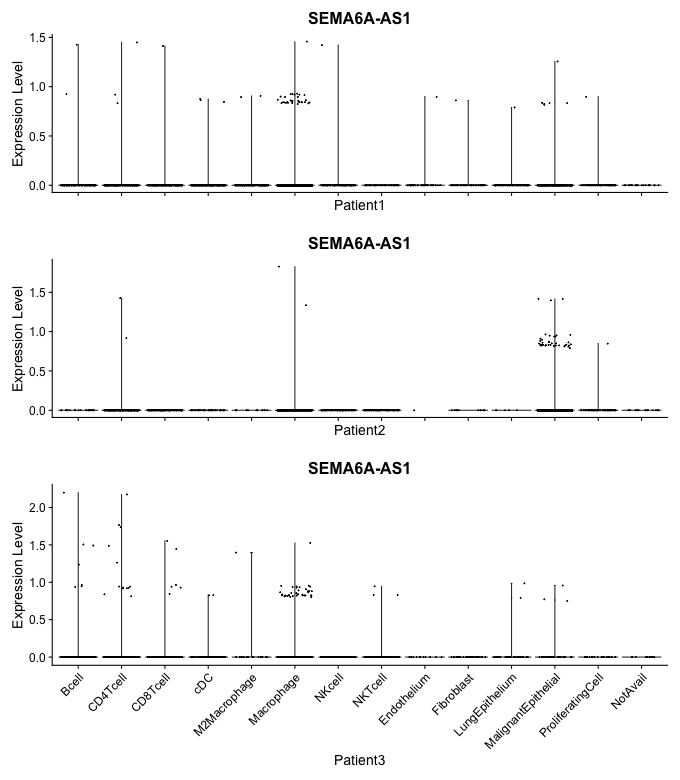 SEMA6A-AS1
Expression Level
1.5
1.0
0.5
0.0
Patient1
SEMA6A-AS1
Expression Level
1.5
1.0
0.5
0.0
Patient2
SEMA6A-AS1
Expression Level
2.0
1.5
1.0
0.5
0.0
Bcell
CD4Tcell
CD8Tcell
cDC
M2Macrophage
Macrophage
NKcell
NKTcell
Endothelium
Fibroblast
LungEpithelium
MalignantEpithelial
ProliferatingCell
NotAvail
Patient3